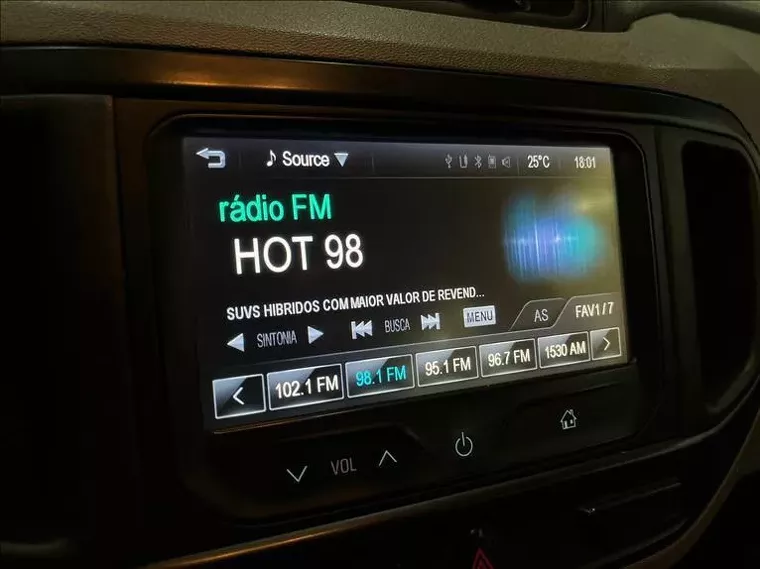 Source 25°C 18:01
rádio FM
HOT 98
SUVS HIBRIDOS COM MAIOR VALOR DE REVEND...
SINTONIA BUSCA MENU AS FAV1 / 7
102.1 FM 98.1 FM 95.1 FM 96.7 FM 1530 AM
VOL